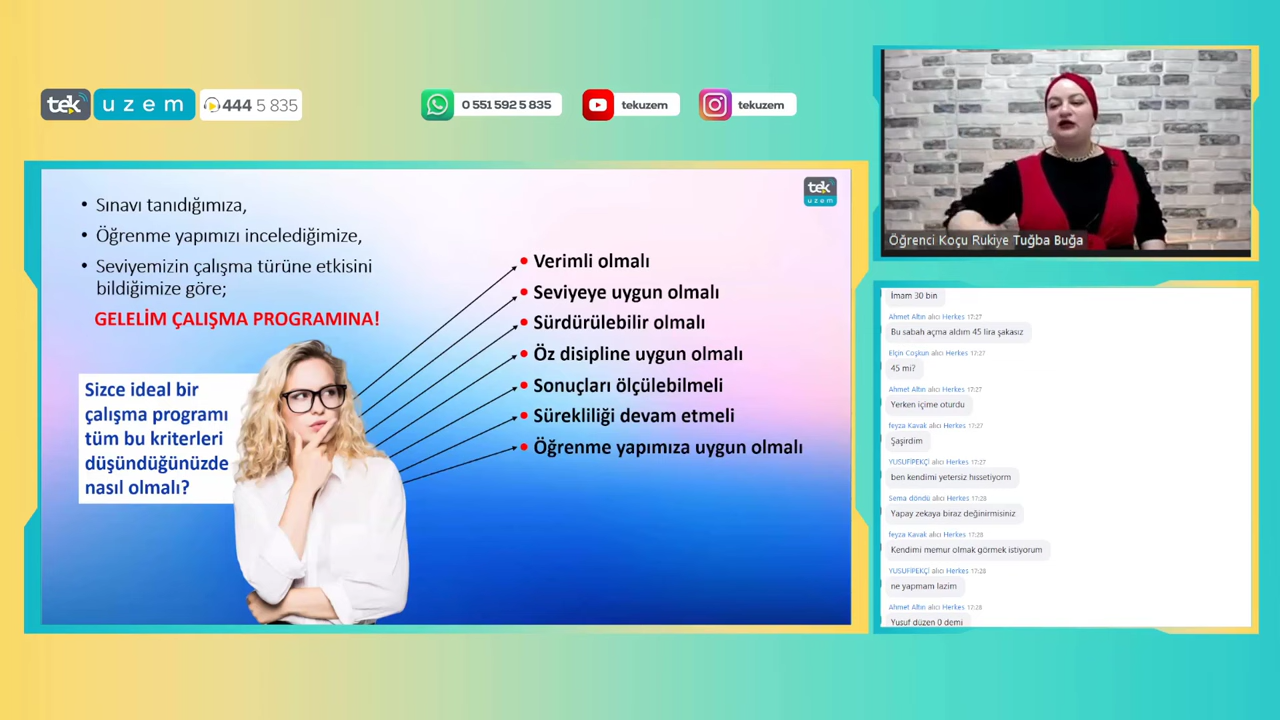 tek uzem 444 5 835
0 551 592 5 835
tekuzem
tekuzem
tek
uzem
• Sınavı tanıdığımıza,
• Öğrenme yapımızı incelediğimize,
• Seviyemizin çalışma türüne etkisini
bildiğimize göre;
GELELİM ÇALIŞMA PROGRAMINA!
Sizce ideal bir
çalışma programı
tüm bu kriterleri
düşündüğünüzde
nasıl olmalı?
• Verimli olmalı
• Seviyeye uygun olmalı
• Sürdürülebilir olmalı
• Öz disipline uygun olmalı
• Sonuçları ölçülebilmeli
• Sürekliliği devam etmeli
• Öğrenme yapımıza uygun olmalı
Öğrenci Koçu Rukiye Tuğba Buğa
İmam 30 bin
Ahmet Altın alıcı Herkes 17:27
Bu sabah açma aldım 45 lira şakasız
Elçin Coşkun alıcı Herkes 17:27
45 mi?
Ahmet Altın alıcı Herkes 17:27
Yerken içime oturdu
feyza Kavak alıcı Herkes 17:27
Şaşirdim
YUSUFİPEKÇİ alıcı Herkes 17:27
ben kendimi yetersiz hıssetiyorm
Sema döndü alıcı Herkes 17:28
Yapay zekaya biraz değinirmisiniz
feyza Kavak alıcı Herkes 17:28
Kendimi memur olmak görmek istiyorum
YUSUFİPEKÇİ alıcı Herkes 17:28
ne yapmam lazim
Ahmet Altın alıcı Herkes 17:28
Yusuf düzen 0 demi